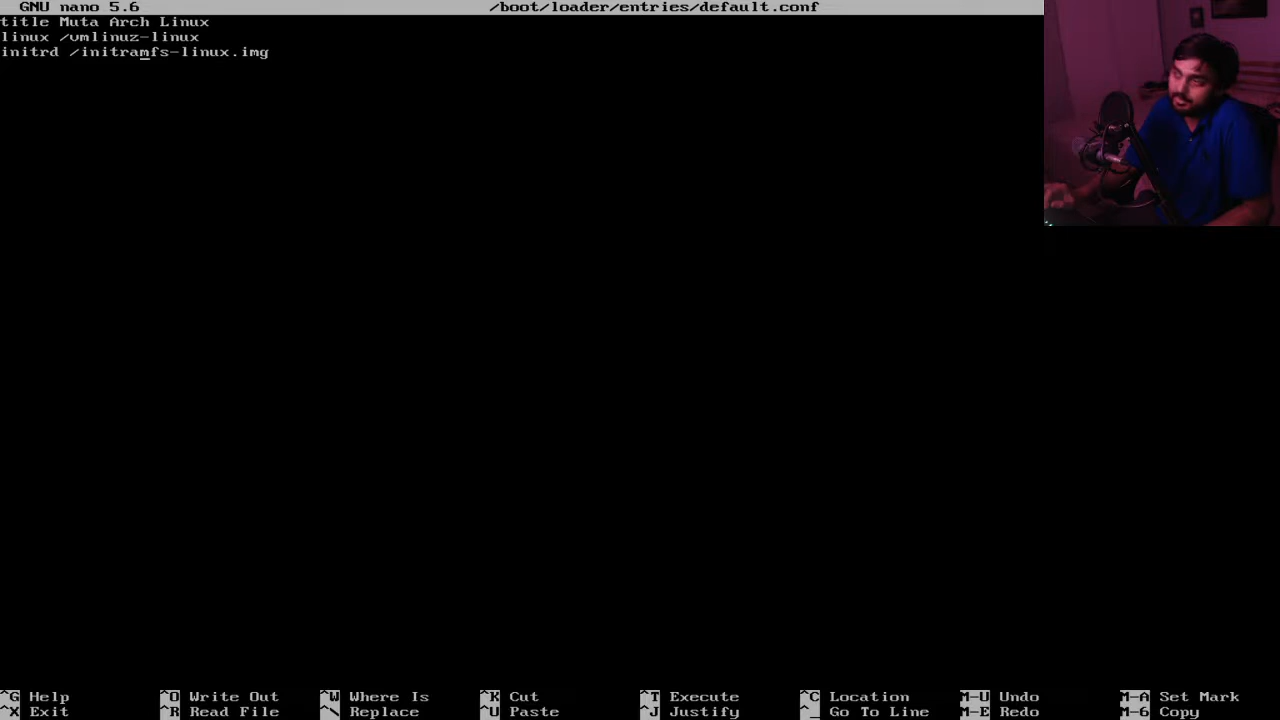 GNU nano 5.6 /boot/loader/entries/default.conf
title Muta Arch Linux
linux /vmlinuz-linux
initrd /initramfs-linux.img
^G Help ^O Write Out ^W Where Is ^K Cut ^T Execute ^C Location M-U Undo M-A Set Mark
^X Exit ^R Read File ^\ Replace ^U Paste ^J Justify ^_ Go To Line M-E Redo M-6 Copy